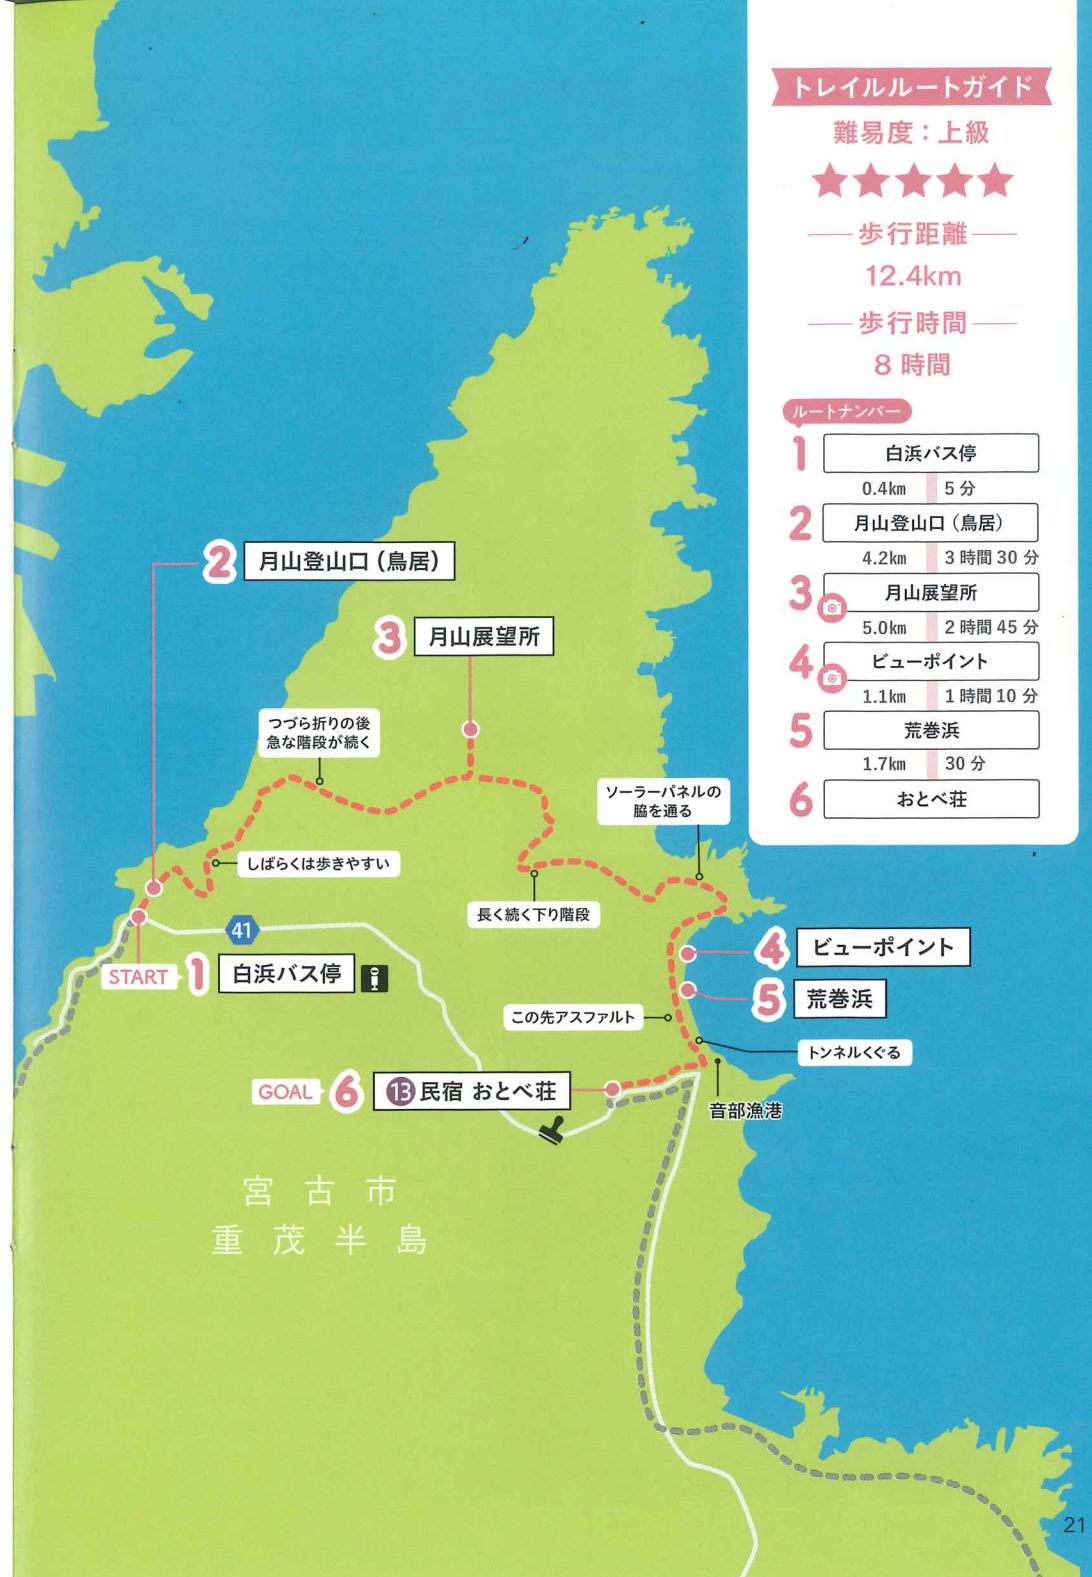 トレイルルートガイド
難易度：上級
★★★★★
歩行距離
12.4km
歩行時間
8 時間
ルートナンバー
1 白浜バス停
0.4km 5 分
2 月山登山口（鳥居）
4.2km 3 時間 30 分
3 月山展望所
5.0km 2 時間 45 分
4 ビューポイント
1.1km 1 時間 10 分
5 荒巻浜
1.7km 30 分
6 おとべ荘
2 月山登山口（鳥居）
3 月山展望所
つづら折りの後
急な階段が続く
ソーラーパネルの
脇を通る
しばらくは歩きやすい
長く続く下り階段
41
START 1 白浜バス停
4 ビューポイント
5 荒巻浜
この先アスファルト
トンネルくぐる
GOAL 6 13 民宿 おとべ荘
音部漁港
宮古市
重茂半島
21